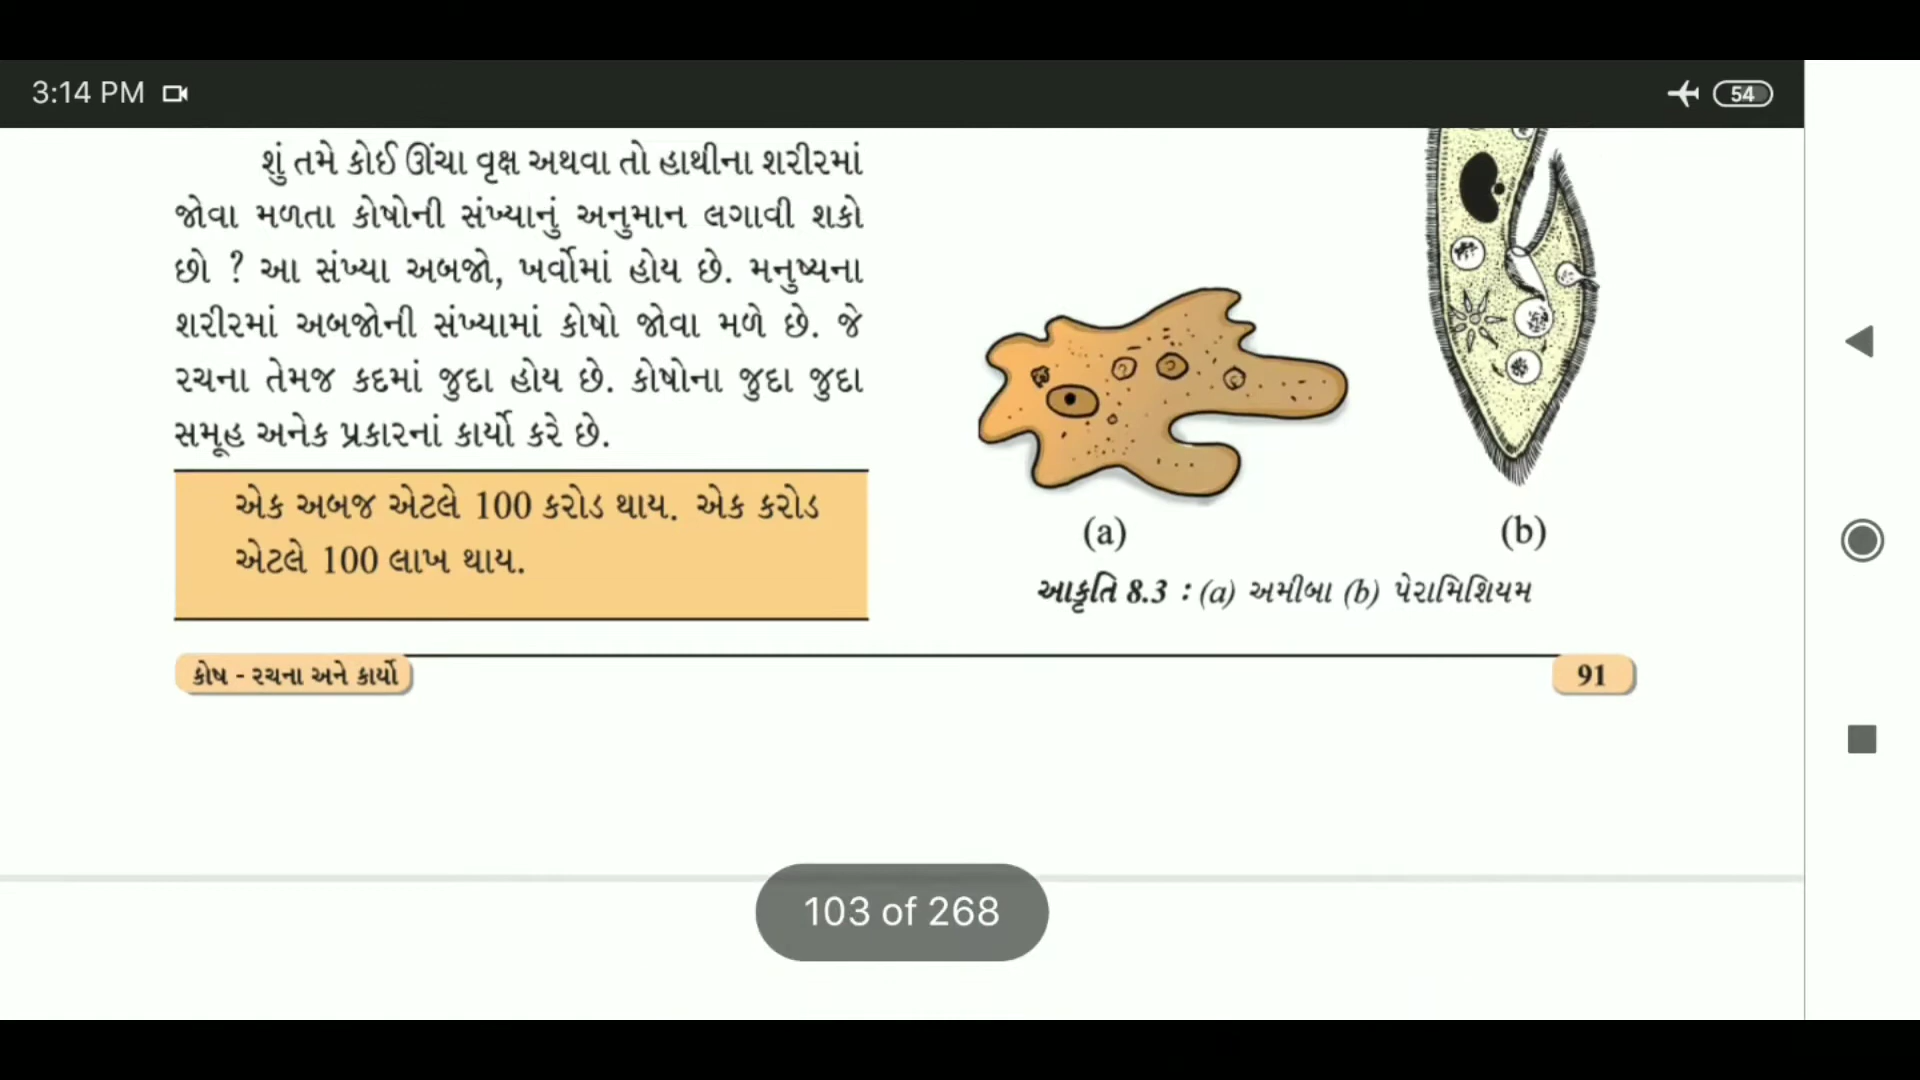 3:14 PM
54
શું તમે કોઈ ઊંચા વૃક્ષ અથવા તો હાથીના શરીરમાં
જોવા મળતા કોષોની સંખ્યાનું અનુમાન લગાવી શકો
છો ? આ સંખ્યા અબજો, ખર્વોમાં હોય છે. મનુષ્યના
શરીરમાં અબજોની સંખ્યામાં કોષો જોવા મળે છે. જે
રચના તેમજ કદમાં જુદા હોય છે. કોષોના જુદા જુદા
સમૂહ અનેક પ્રકારનાં કાર્યો કરે છે.
એક અબજ એટલે 100 કરોડ થાય. એક કરોડ
એટલે 100 લાખ થાય.
(a)
(b)
આકૃતિ 8.3 : (a) અમીબા (b) પેરામિશિયમ
કોષ - રચના અને કાર્યો
91
103 of 268